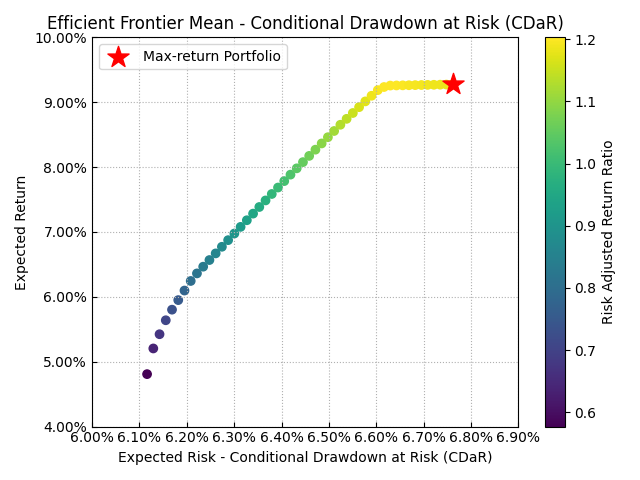 Efficient Frontier Mean - Conditional Drawdown at Risk (CDaR)
Max-return Portfolio
Expected Return
10.00%
9.00%
8.00%
7.00%
6.00%
5.00%
4.00%
6.00% 6.10% 6.20% 6.30% 6.40% 6.50% 6.60% 6.70% 6.80% 6.90%
Expected Risk - Conditional Drawdown at Risk (CDaR)
1.2
1.1
1.0
0.9
0.8
0.7
0.6
Risk Adjusted Return Ratio